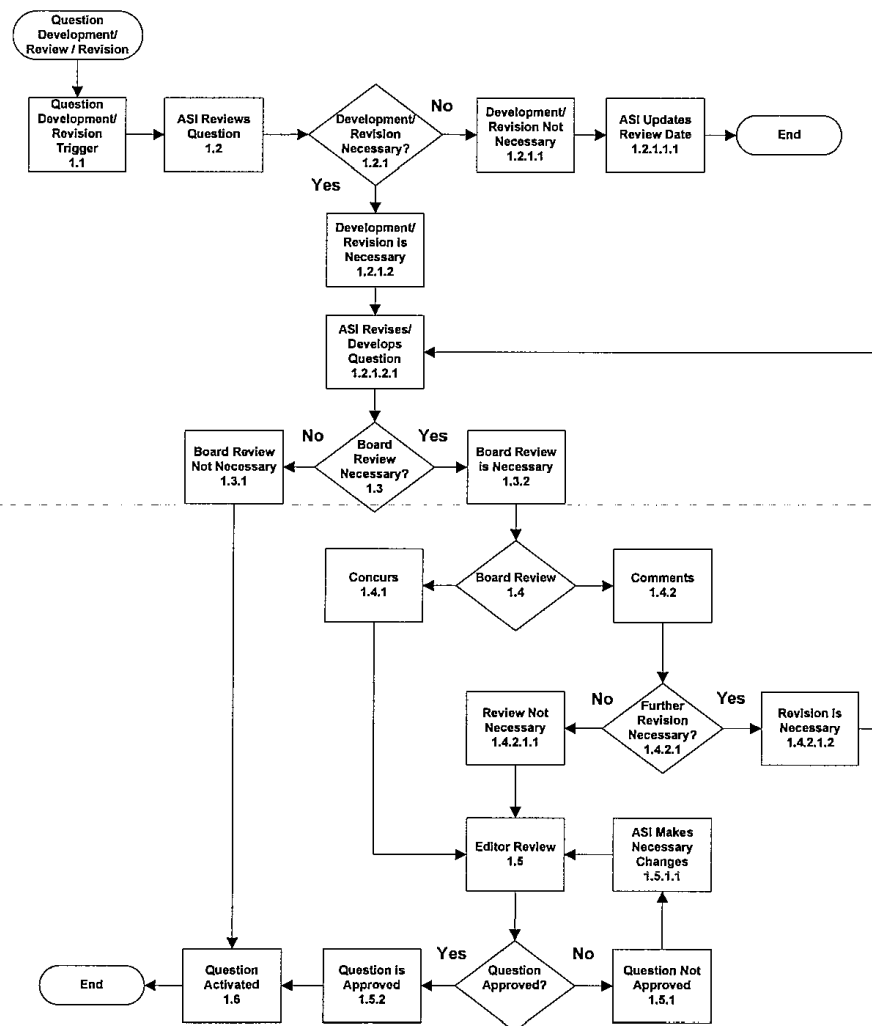 Question
Development/
Review / Revision
Question
Development/
Revision
Trigger
1.1
ASI Reviews
Question
1.2
Development/
Revision
Necessary?
1.2.1
No
Development/
Revision Not
Necessary
1.2.1.1
ASI Updates
Review Date
1.2.1.1.1
End
Yes
Development/
Revision is
Necessary
1.2.1.2
ASI Revises/
Develops
Question
1.2.1.2.1
Board Review
Not Necessary
1.3.1
No
Board
Review
Necessary?
1.3
Yes
Board Review
is Necessary
1.3.2
Concurs
1.4.1
Board Review
1.4
Comments
1.4.2
Review Not
Necessary
1.4.2.1.1
No
Further
Revision
Necessary?
1.4.2.1
Yes
Revision is
Necessary
1.4.2.1.2
Editor Review
1.5
ASI Makes
Necessary
Changes
1.5.1.1
End
Question
Activated
1.6
Question is
Approved
1.5.2
Yes
Question
Approved?
No
Question Not
Approved
1.5.1